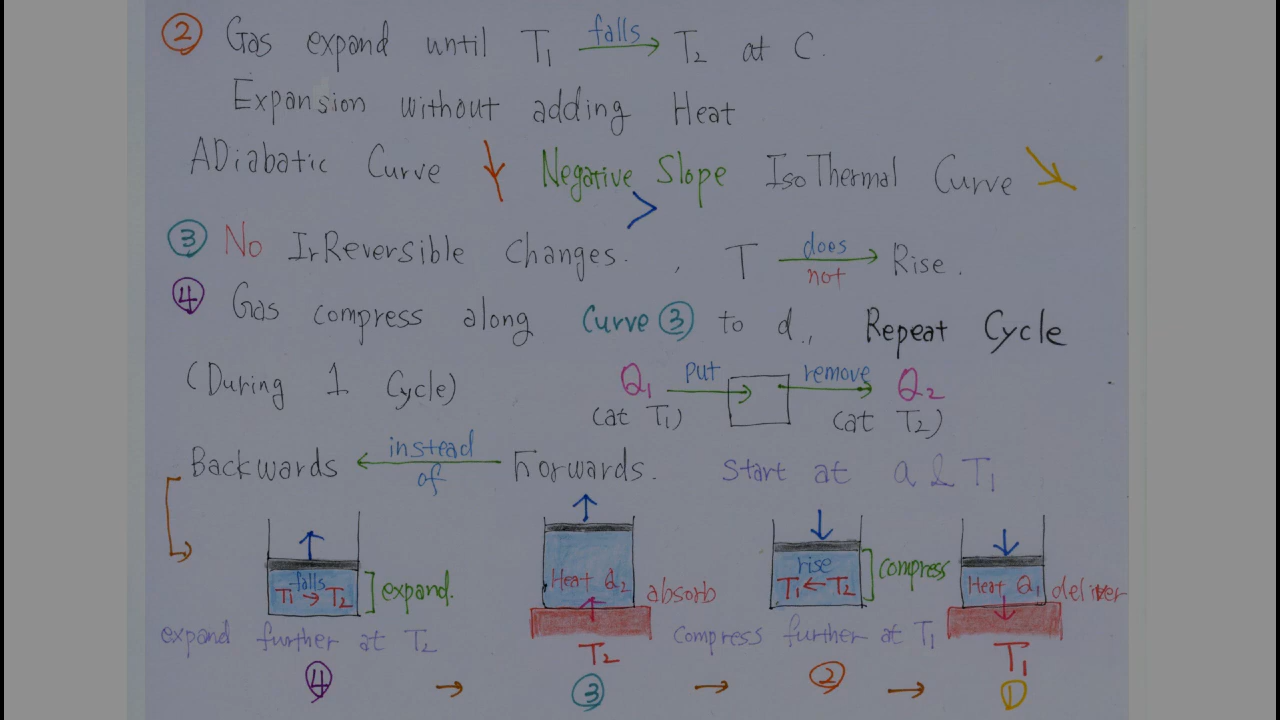 ② Gas expand until T₁ falls → T₂ at C.
Expansion without adding Heat
ADiabatic Curve Negative Slope IsoThermal Curve
>
③ No IrReversible Changes. , T does not → Rise.
④ Gas compress along Curve ③ to d., Repeat Cycle
(During 1 Cycle) Q₁ put → remove → Q₂
(at T₁) (at T₂)
Backwards ← instead of Forwards. Start at a & T₁
falls
T₁ → T₂
expand.
Heat Q₂
absorb
rise
T₁ ← T₂
compress
Heat Q₁
deliver
expand further at T₂
T₂
compress further at T₁
T₁
④ → ③ → ② → ①